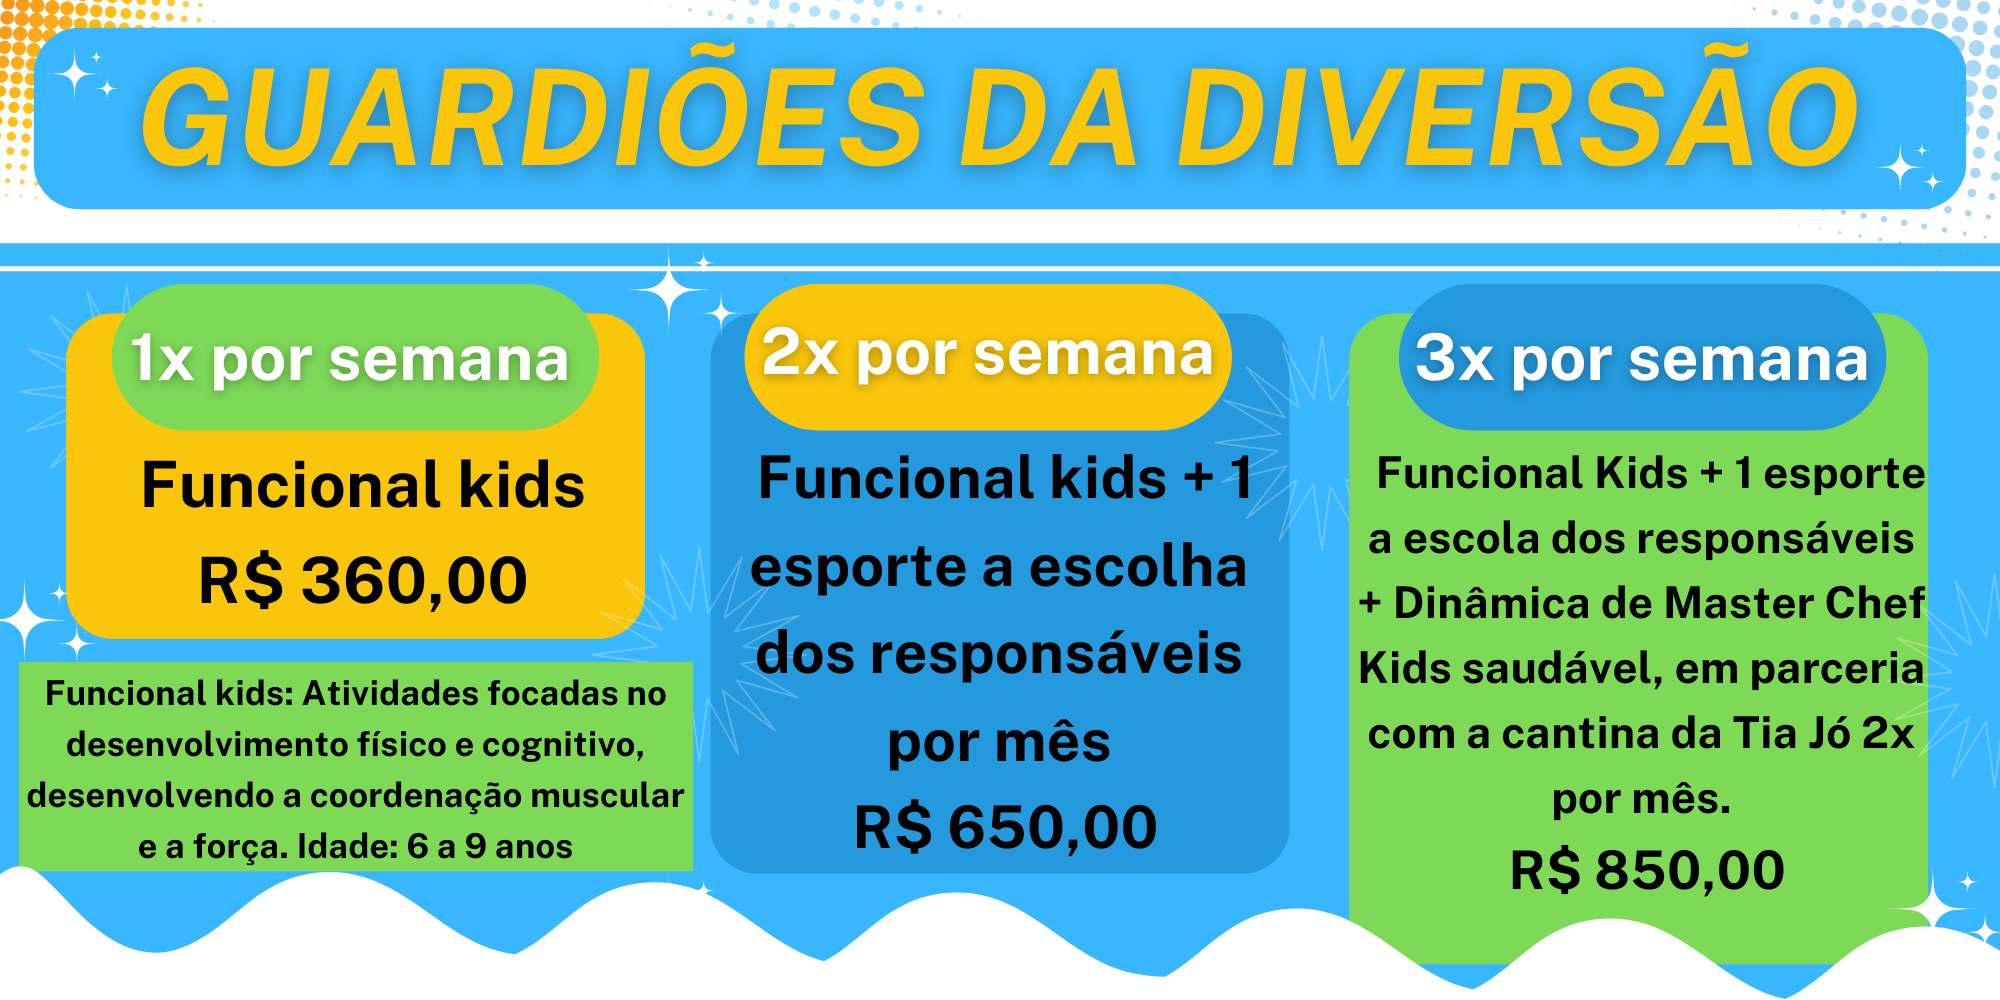 GUARDIÕES DA DIVERSÃO
1x por semana
Funcional kids
R$ 360,00
Funcional kids: Atividades focadas no
desenvolvimento físico e cognitivo,
desenvolvendo a coordenação muscular
e a força. Idade: 6 a 9 anos
2x por semana
Funcional kids + 1
esporte a escolha
dos responsáveis
por mês
R$ 650,00
3x por semana
Funcional Kids + 1 esporte
a escola dos responsáveis
+ Dinâmica de Master Chef
Kids saudável, em parceria
com a cantina da Tia Jó 2x
por mês.
R$ 850,00